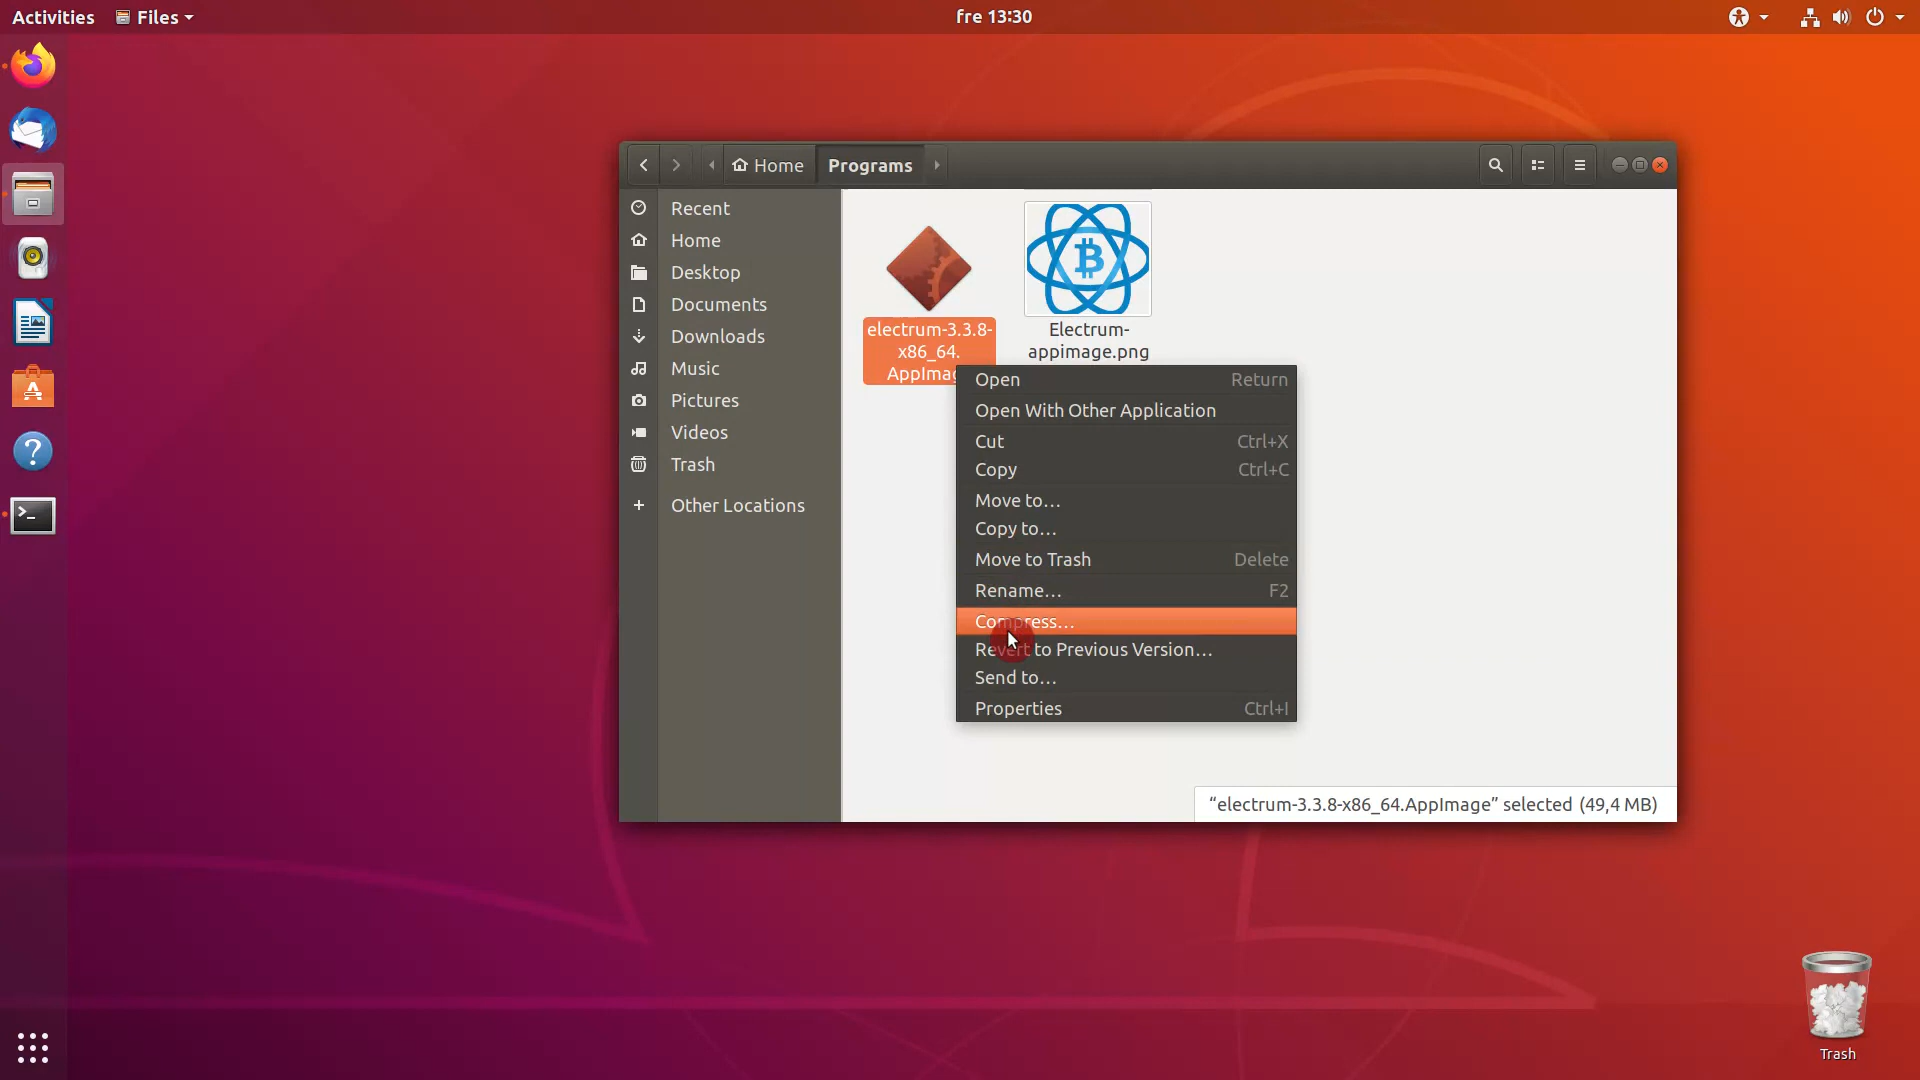 Activities
Files
fre 13:30
Home
Programs
Recent
Home
Desktop
Documents
Downloads
Music
Pictures
Videos
Trash
Other Locations
electrum-3.3.8-
x86_64.
AppImag
Electrum-
appimage.png
Open Return
Open With Other Application
Cut Ctrl+X
Copy Ctrl+C
Move to…
Copy to…
Move to Trash Delete
Rename… F2
Compress…
Revert to Previous Version…
Send to…
Properties Ctrl+I
“electrum-3.3.8-x86_64.AppImage” selected (49,4 MB)
Trash